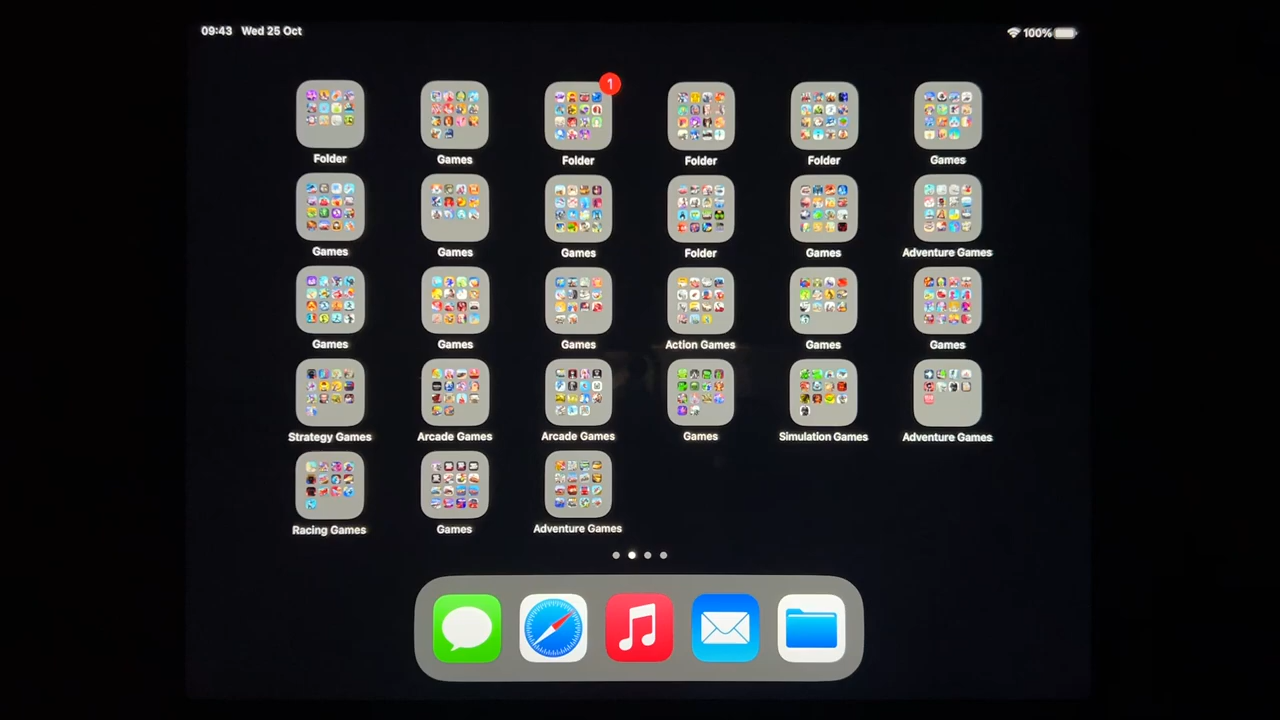 09:43 Wed 25 Oct
100%
1
Folder Games Folder Folder Folder Games
Games Games Games Folder Games Adventure Games
Games Games Games Action Games Games Games
Strategy Games Arcade Games Arcade Games Games Simulation Games Adventure Games
Racing Games Games Adventure Games